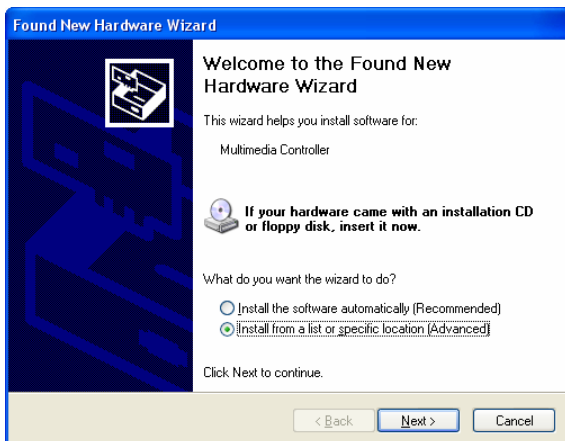 Found New Hardware Wizard
Welcome to the Found New
Hardware Wizard
This wizard helps you install software for:
Multimedia Controller
If your hardware came with an installation CD
or floppy disk, insert it now.
What do you want the wizard to do?
Install the software automatically (Recommended)
Install from a list or specific location (Advanced)
Click Next to continue.
< Back Next > Cancel